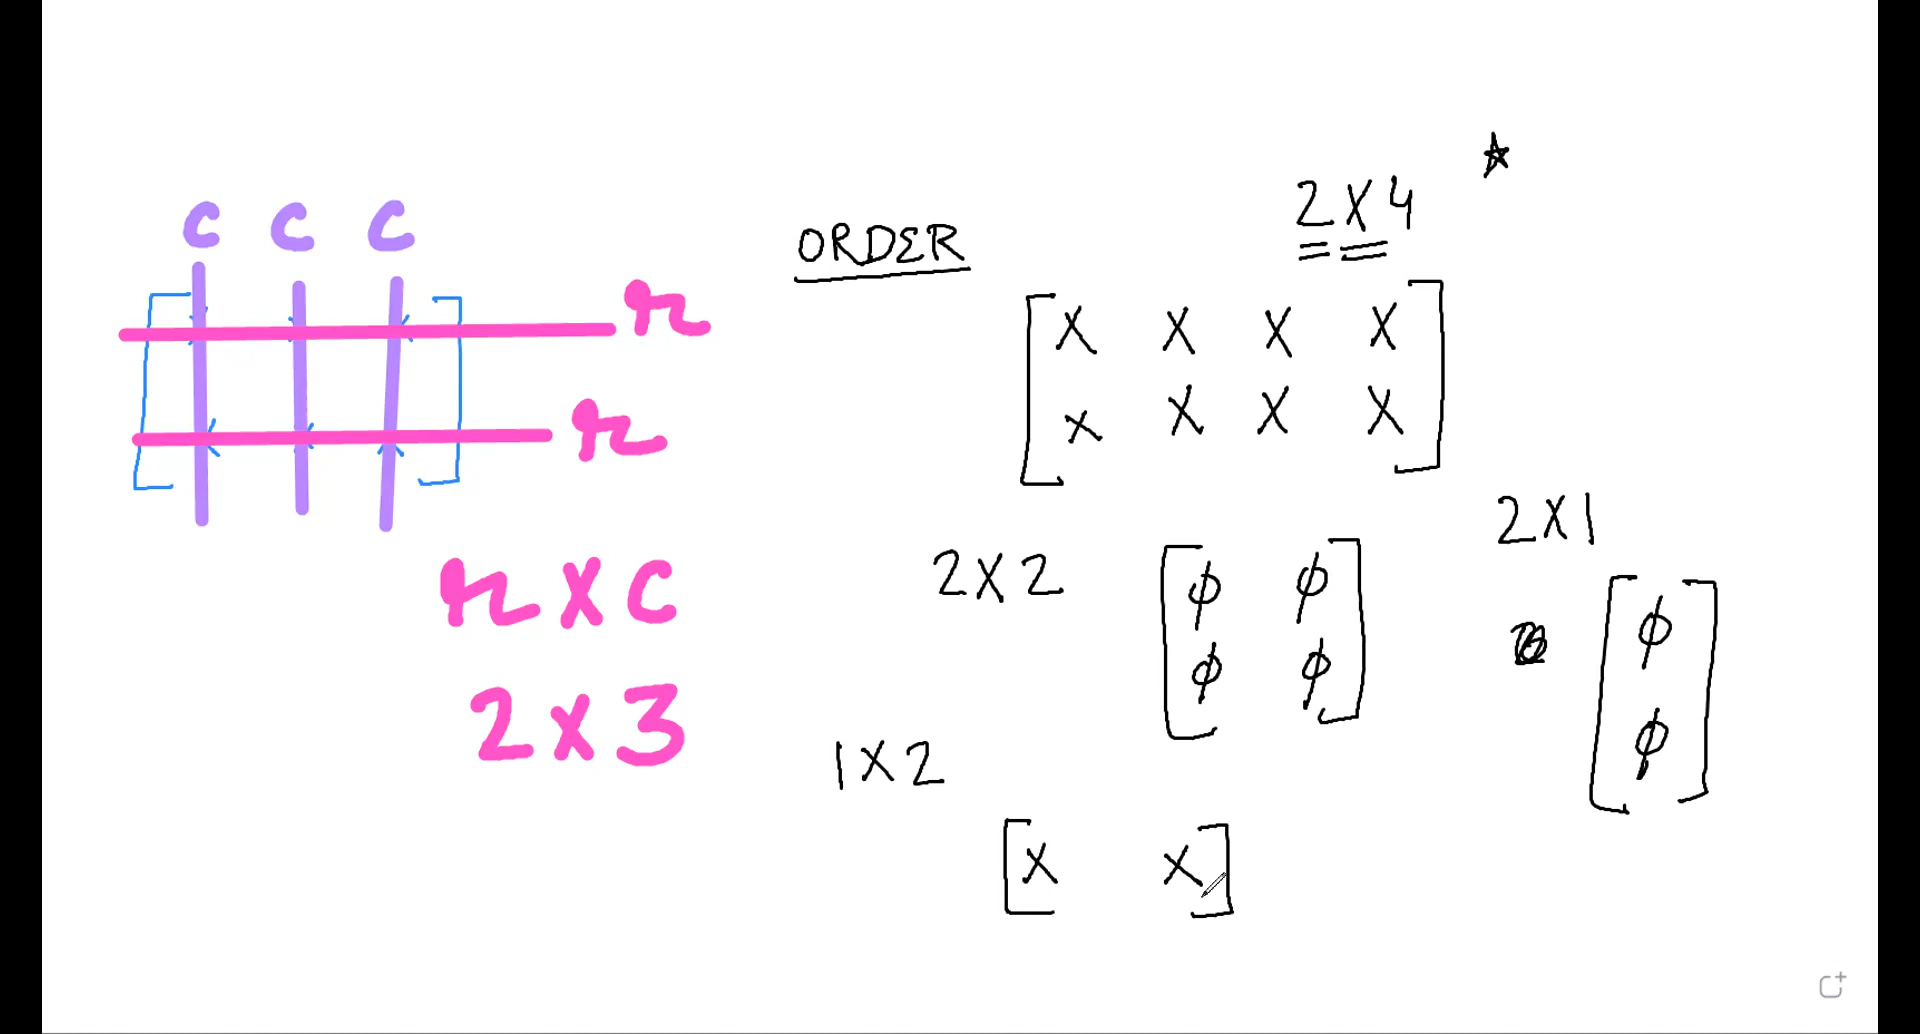 C C C
r
r
r X C
2 X 3
ORDER
2 X 4
X X X X
X X X X
2 X 2
ϕ ϕ
ϕ ϕ
2 X 1
ϕ
ϕ
1 X 2
X X